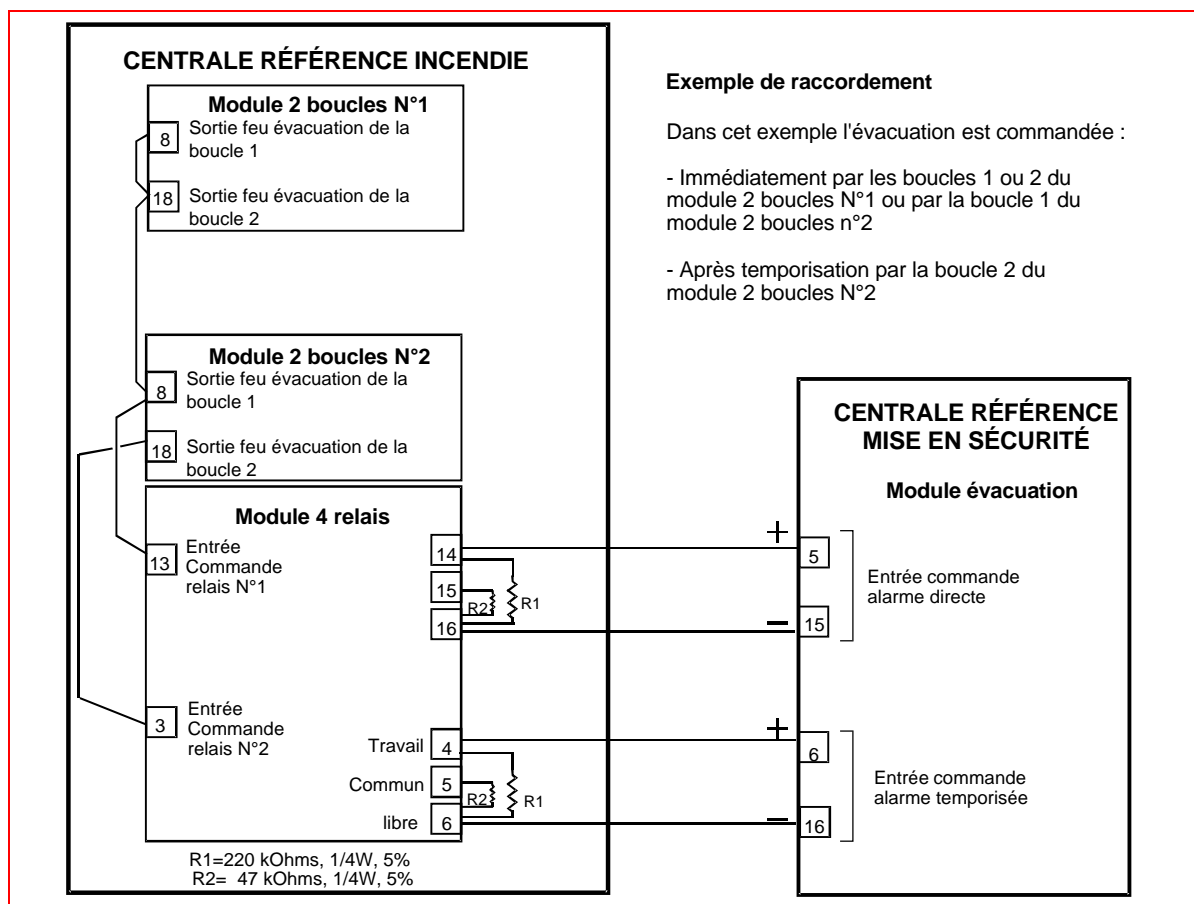 CENTRALE RÉFÉRENCE INCENDIE
Module 2 boucles N°1
8
Sortie feu évacuation de la
boucle 1
18
Sortie feu évacuation de la
boucle 2
Exemple de raccordement
Dans cet exemple l'évacuation est commandée :
- Immédiatement par les boucles 1 ou 2 du
module 2 boucles N°1 ou par la boucle 1 du
module 2 boucles n°2
- Après temporisation par la boucle 2 du
module 2 boucles N°2
Module 2 boucles N°2
8
Sortie feu évacuation de la
boucle 1
18
Sortie feu évacuation de la
boucle 2
Module 4 relais
13
Entrée
Commande
relais N°1
14
15
16
R2
R1
3
Entrée
Commande
relais N°2
Travail 4
Commun 5
libre 6
R2
R1
R1=220 kOhms, 1/4W, 5%
R2= 47 kOhms, 1/4W, 5%
CENTRALE RÉFÉRENCE
MISE EN SÉCURITÉ
Module évacuation
+
5
Entrée commande
alarme directe
–
15
+
6
Entrée commande
alarme temporisée
–
16